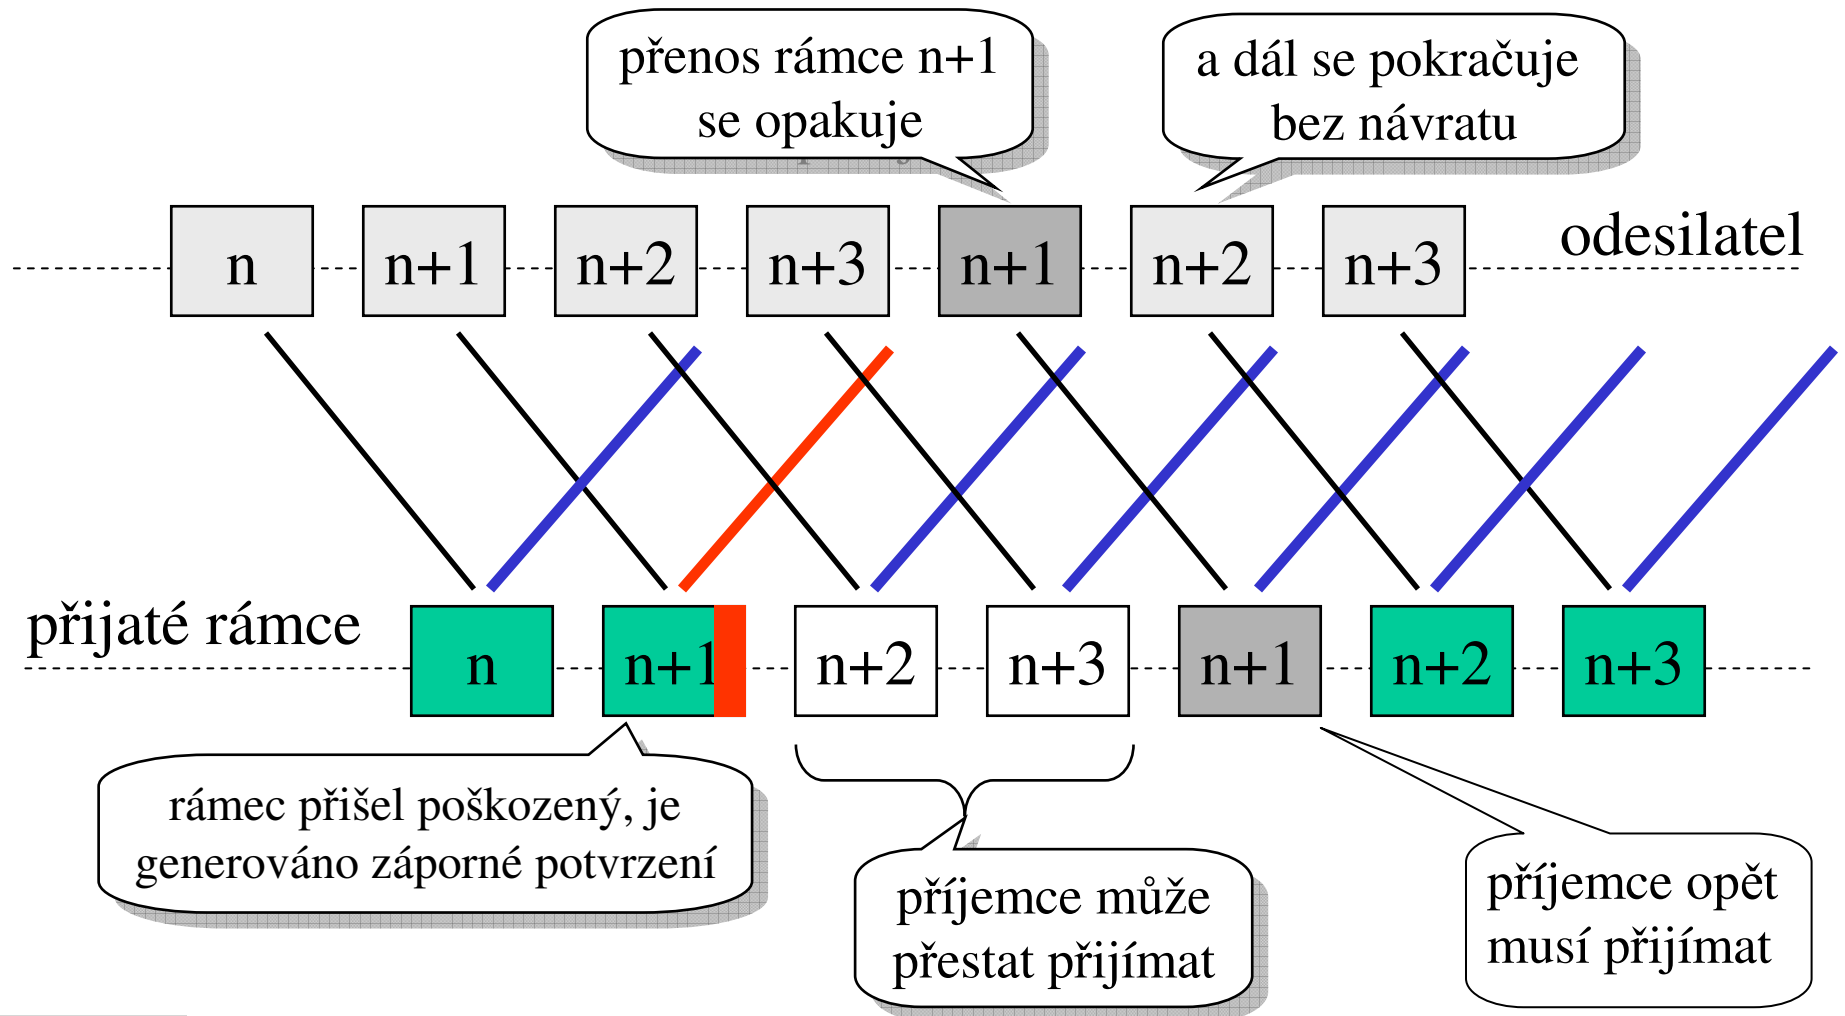 přenos rámce n+1
se opakuje
a dál se pokračuje
bez návratu
odesilatel
n
n+1
n+2
n+3
n+1
n+2
n+3
přijaté rámce
n
n+1
n+2
n+3
n+1
n+2
n+3
rámec přišel poškozený, je
generováno záporné potvrzení
příjemce může
přestat přijímat
příjemce opět
musí přijímat